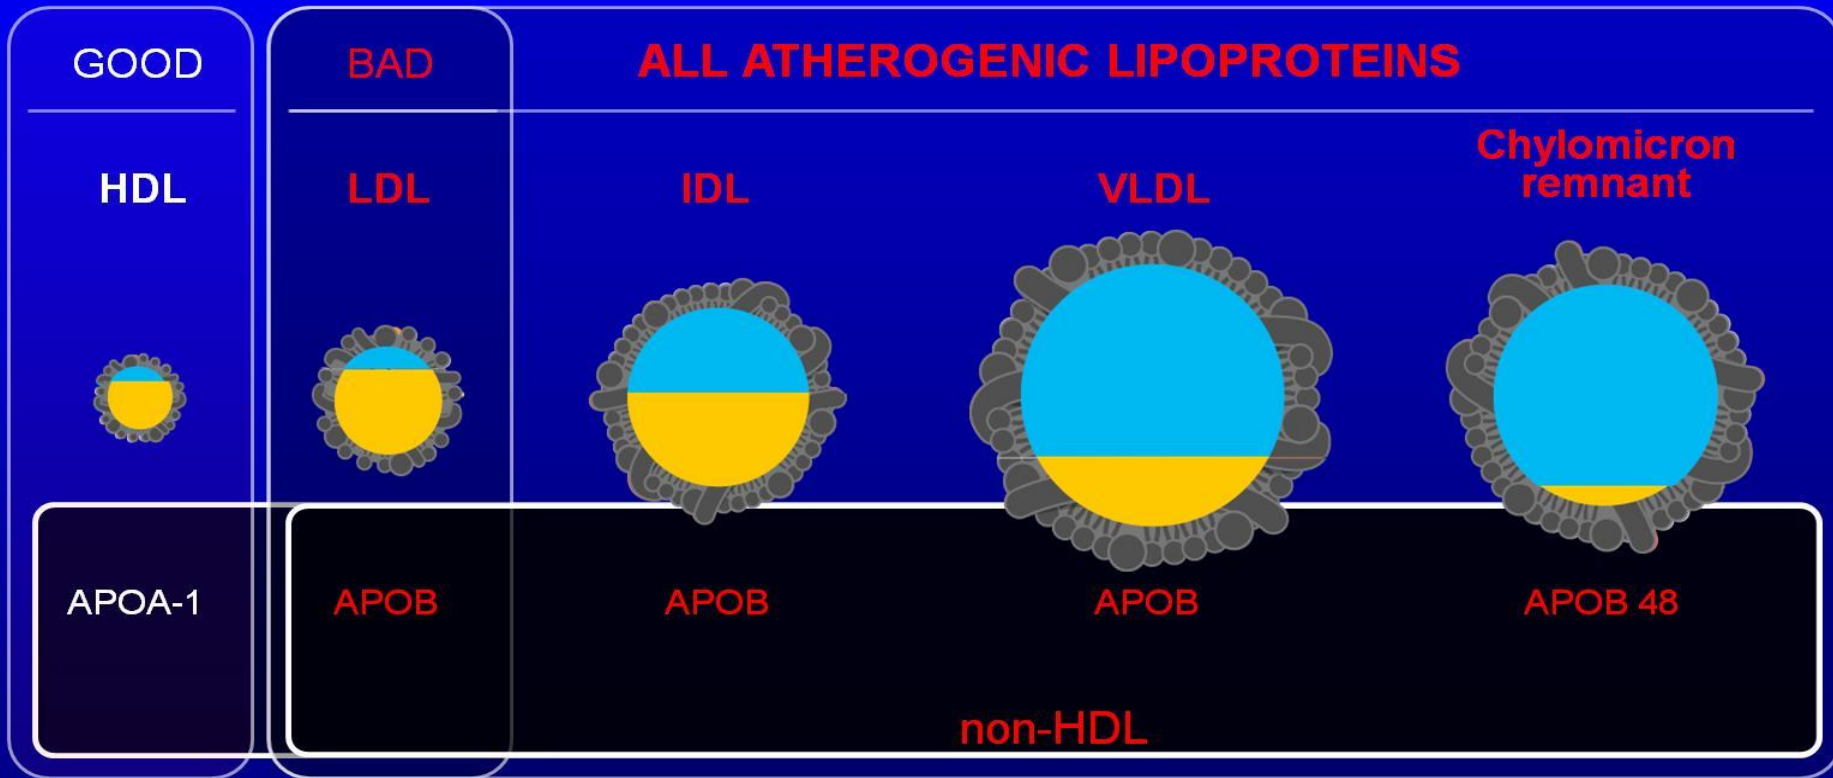 GOOD
BAD
ALL ATHEROGENIC LIPOPROTEINS
HDL
LDL
IDL
VLDL
Chylomicron
remnant
APOA-1
APOB
APOB
APOB
APOB 48
non-HDL